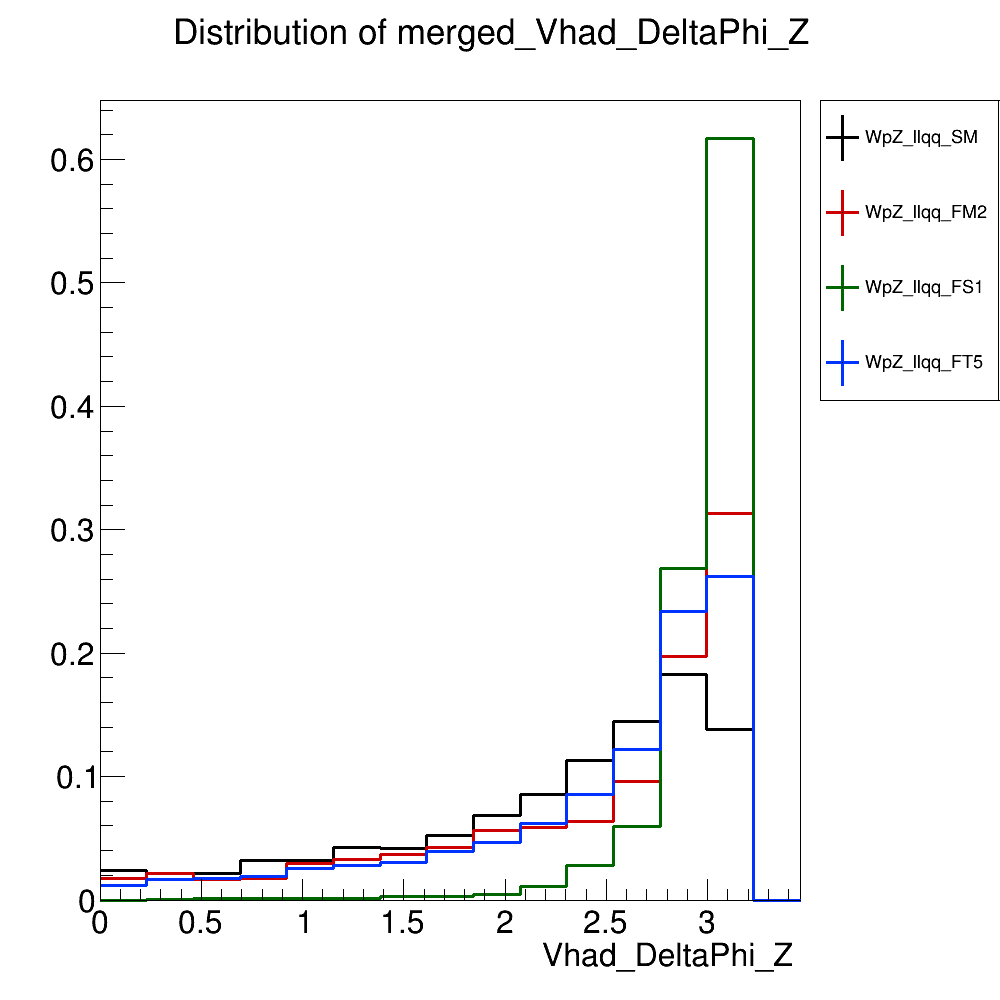 Distribution of merged_Vhad_DeltaPhi_Z
0.6
0.5
0.4
0.3
0.2
0.1
0
0 0.5 1 1.5 2 2.5 3
Vhad_DeltaPhi_Z
WpZ_llqq_SM
WpZ_llqq_FM2
WpZ_llqq_FS1
WpZ_llqq_FT5